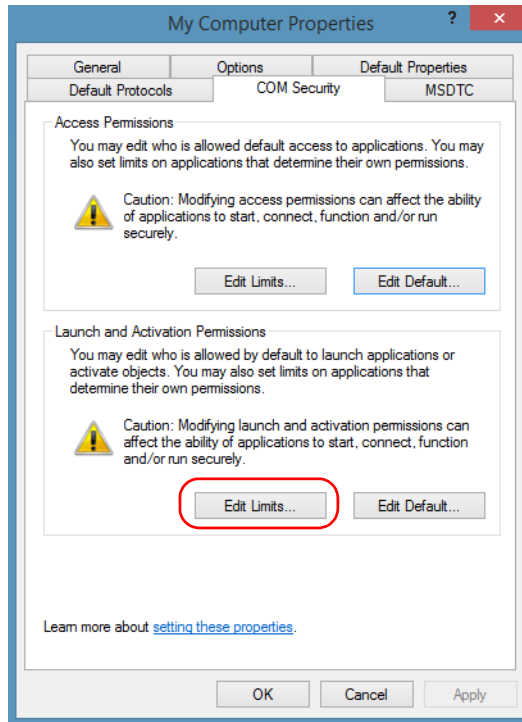 My Computer Properties ? ×
General Options Default Properties
Default Protocols COM Security MSDTC
Access Permissions
You may edit who is allowed default access to applications. You may
also set limits on applications that determine their own permissions.
Caution: Modifying access permissions can affect the ability
of applications to start, connect, function and/or run
securely.
Edit Limits... Edit Default...
Launch and Activation Permissions
You may edit who is allowed by default to launch applications or
activate objects. You may also set limits on applications that
determine their own permissions.
Caution: Modifying launch and activation permissions can
affect the ability of applications to start, connect, function
and/or run securely.
Edit Limits... Edit Default...
Learn more about setting these properties.
OK Cancel Apply